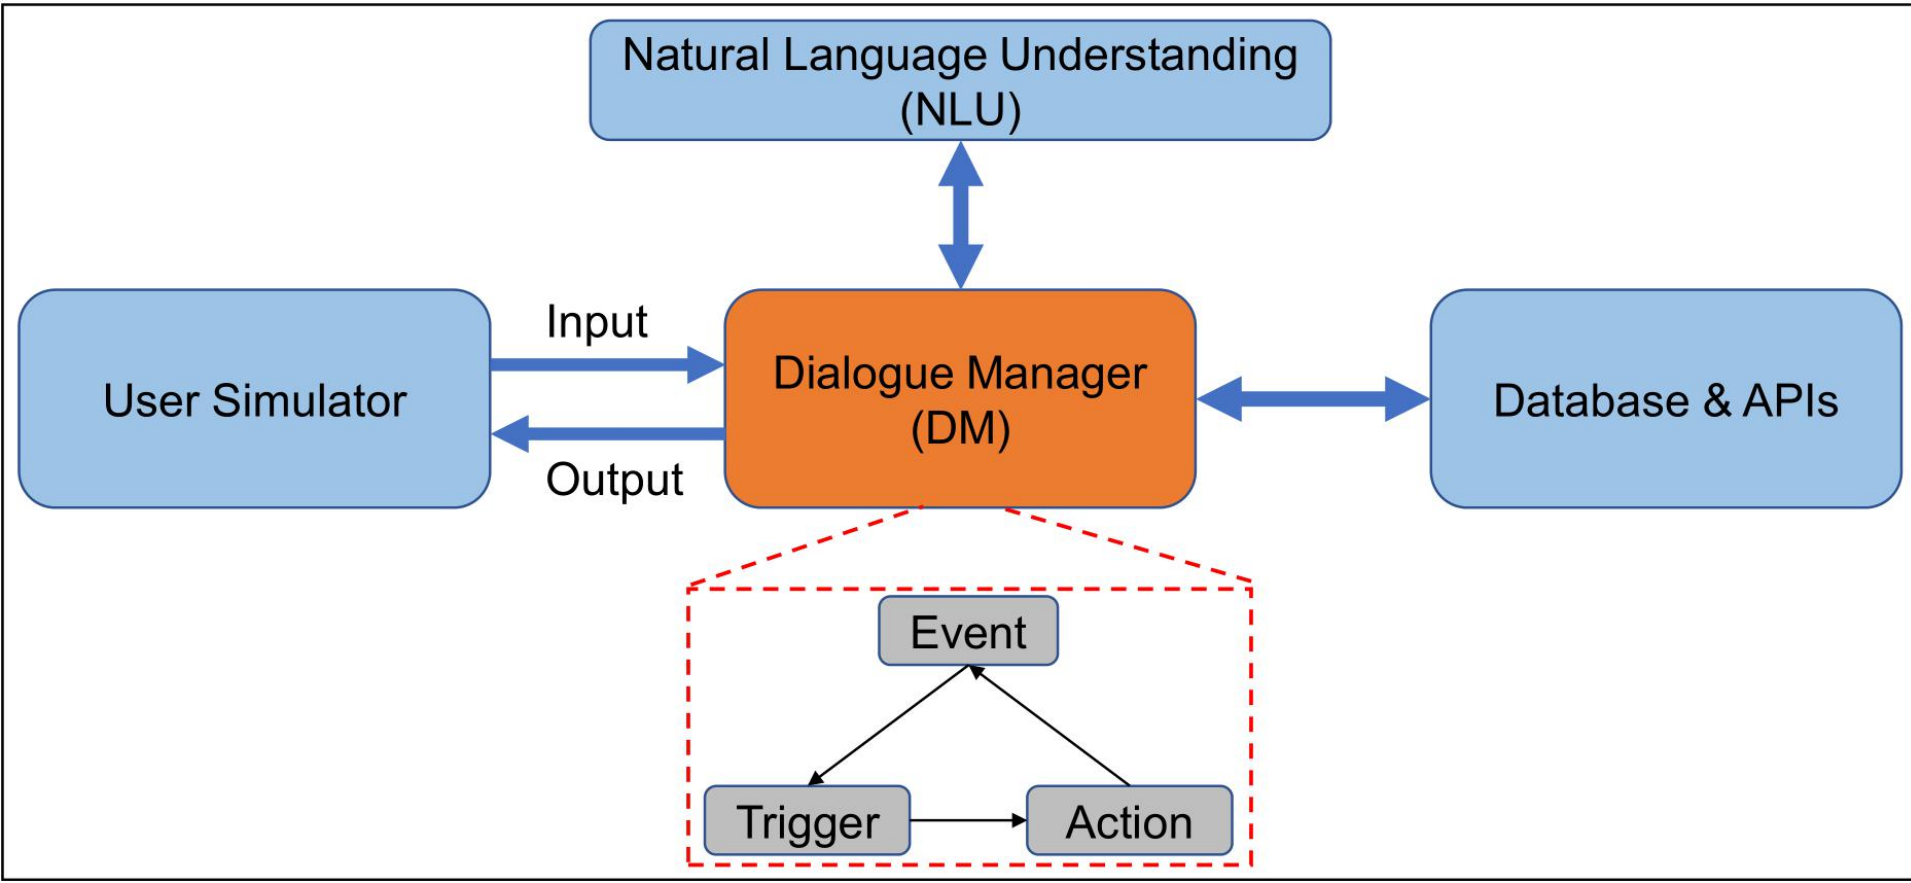 Natural Language Understanding
(NLU)
Input
User Simulator
Dialogue Manager
(DM)
Database & APIs
Output
Event
Trigger
Action